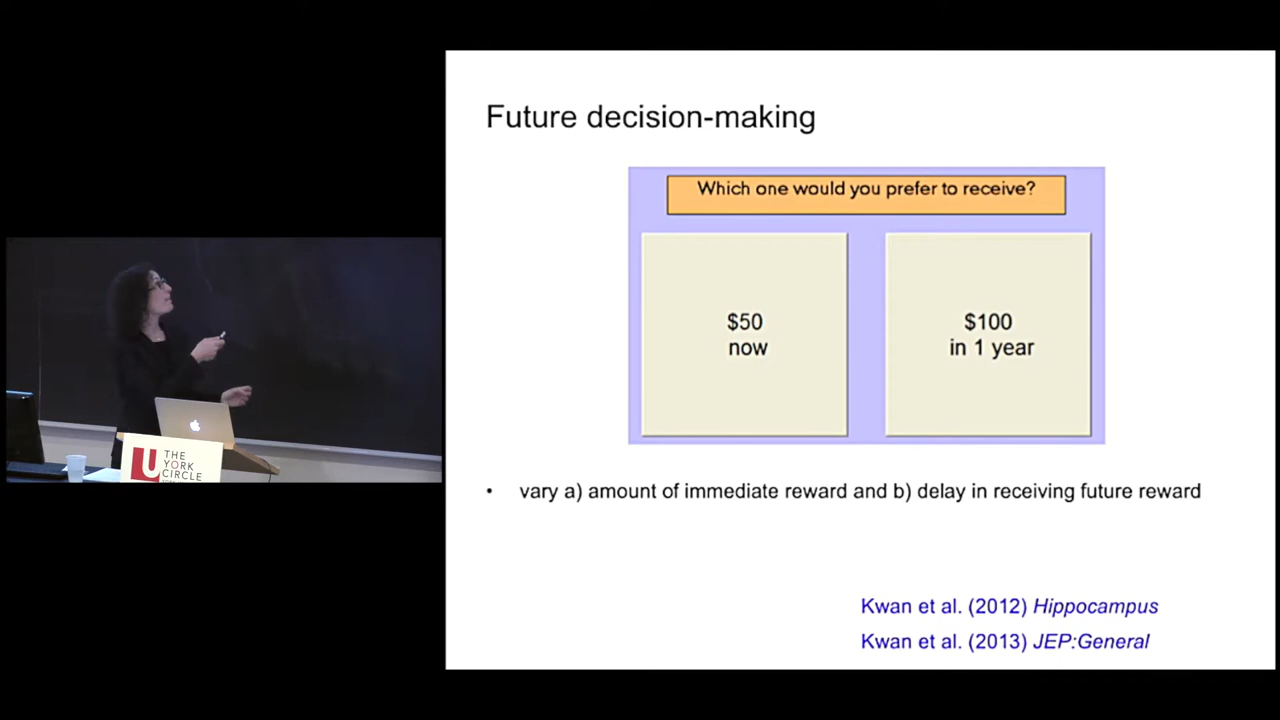 Future decision-making
Which one would you prefer to receive?
$50
now
$100
in 1 year
• vary a) amount of immediate reward and b) delay in receiving future reward
Kwan et al. (2012) Hippocampus
Kwan et al. (2013) JEP:General
THE
YORK
CIRCLE